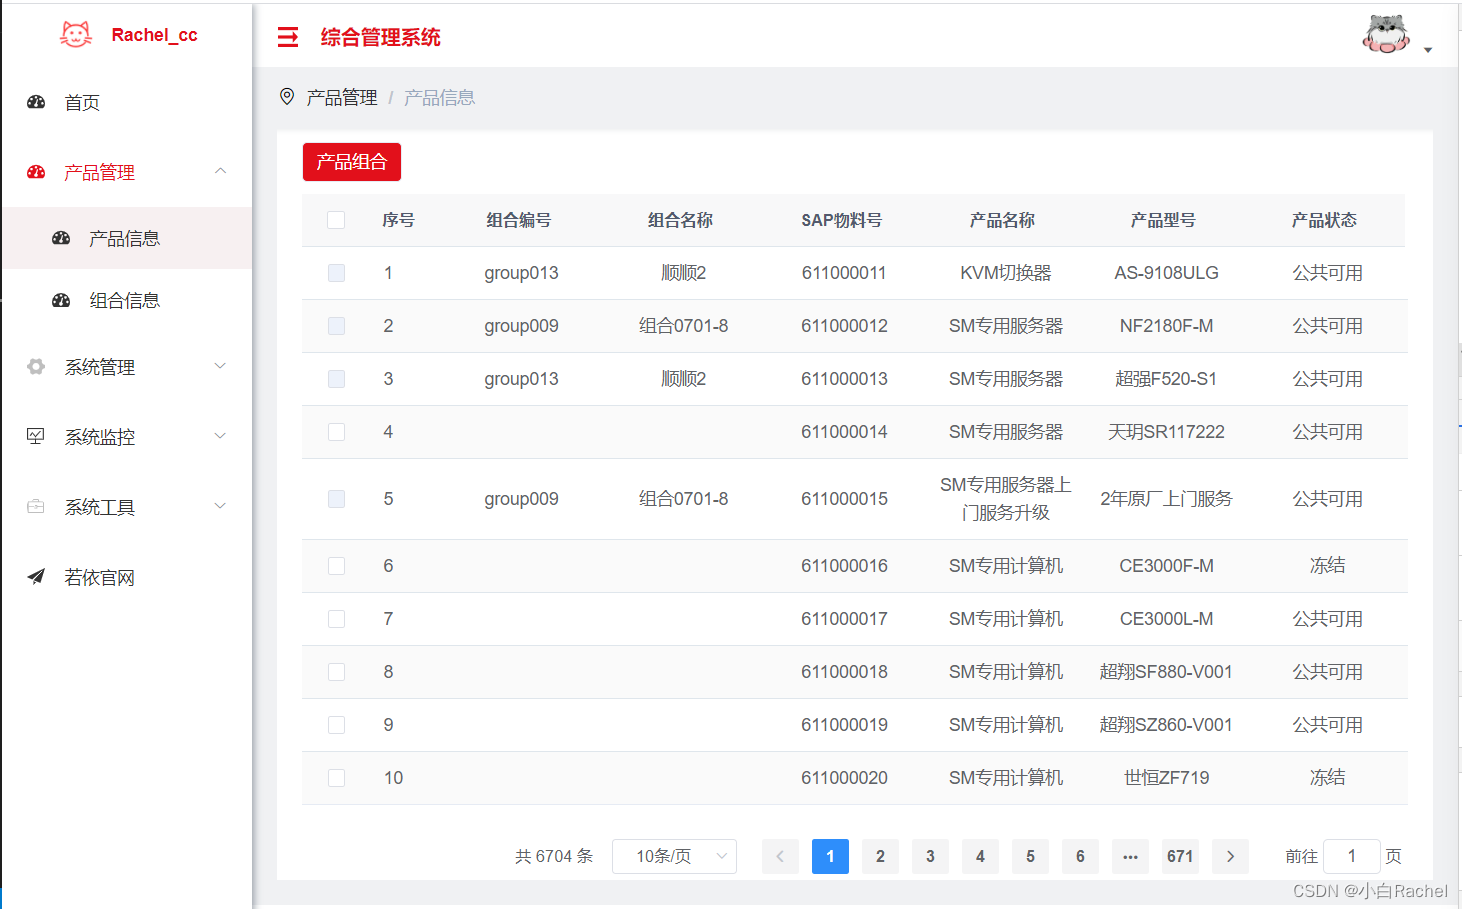 Rachel_cc
综合管理系统
首页
产品管理
产品信息
组合信息
系统管理
系统监控
系统工具
若依官网
产品管理 / 产品信息
产品组合
序号 组合编号 组合名称 SAP物料号 产品名称 产品型号 产品状态
1 group013 顺顺2 611000011 KVM切换器 AS-9108ULG 公共可用
2 group009 组合0701-8 611000012 SM专用服务器 NF2180F-M 公共可用
3 group013 顺顺2 611000013 SM专用服务器 超强F520-S1 公共可用
4 611000014 SM专用服务器 天玥SR117222 公共可用
5 group009 组合0701-8 611000015 SM专用服务器上 2年原厂上门服务 公共可用
门服务升级
6 611000016 SM专用计算机 CE3000F-M 冻结
7 611000017 SM专用计算机 CE3000L-M 公共可用
8 611000018 SM专用计算机 超翔SF880-V001 公共可用
9 611000019 SM专用计算机 超翔SZ860-V001 公共可用
10 611000020 SM专用计算机 世恒ZF719 冻结
共 6704 条 10条/页 1 2 3 4 5 6 ··· 671 前往 1 页
CSDN @小白Rachel